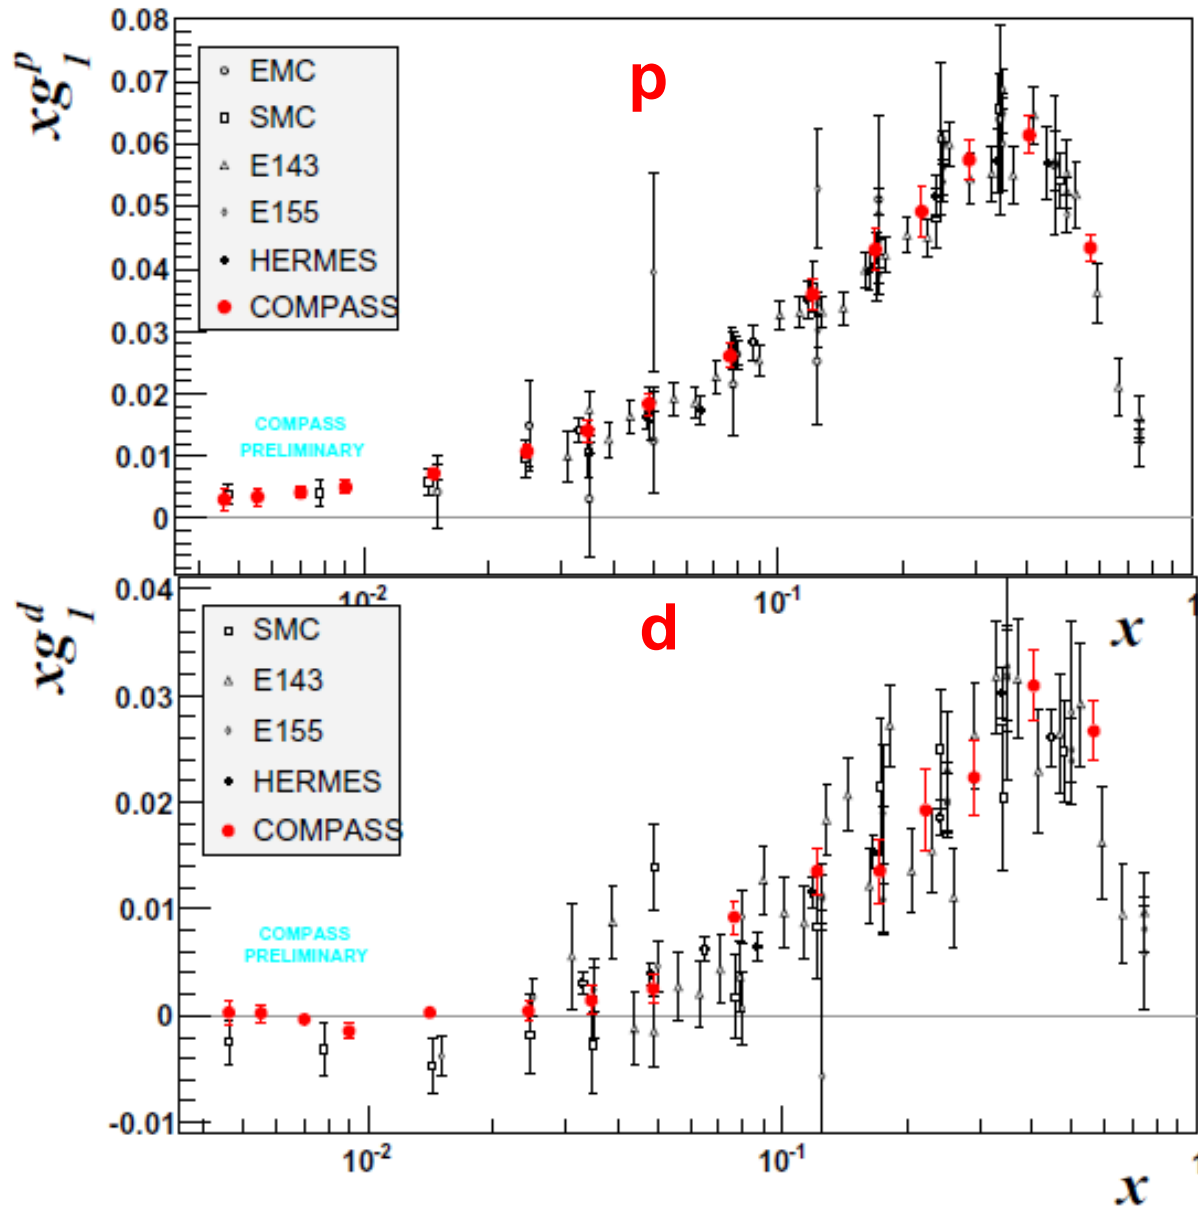 0.08
p
xg₁ᵖ
EMC
SMC
E143
E155
HERMES
COMPASS
0.07
0.06
0.05
0.04
0.03
0.02
0.01
0
COMPASS
PRELIMINARY
10⁻²
10⁻¹
1
x
0.04
d
xg₁ᵈ
SMC
E143
E155
HERMES
COMPASS
0.03
0.02
0.01
0
-0.01
COMPASS
PRELIMINARY
10⁻²
10⁻¹
1
x